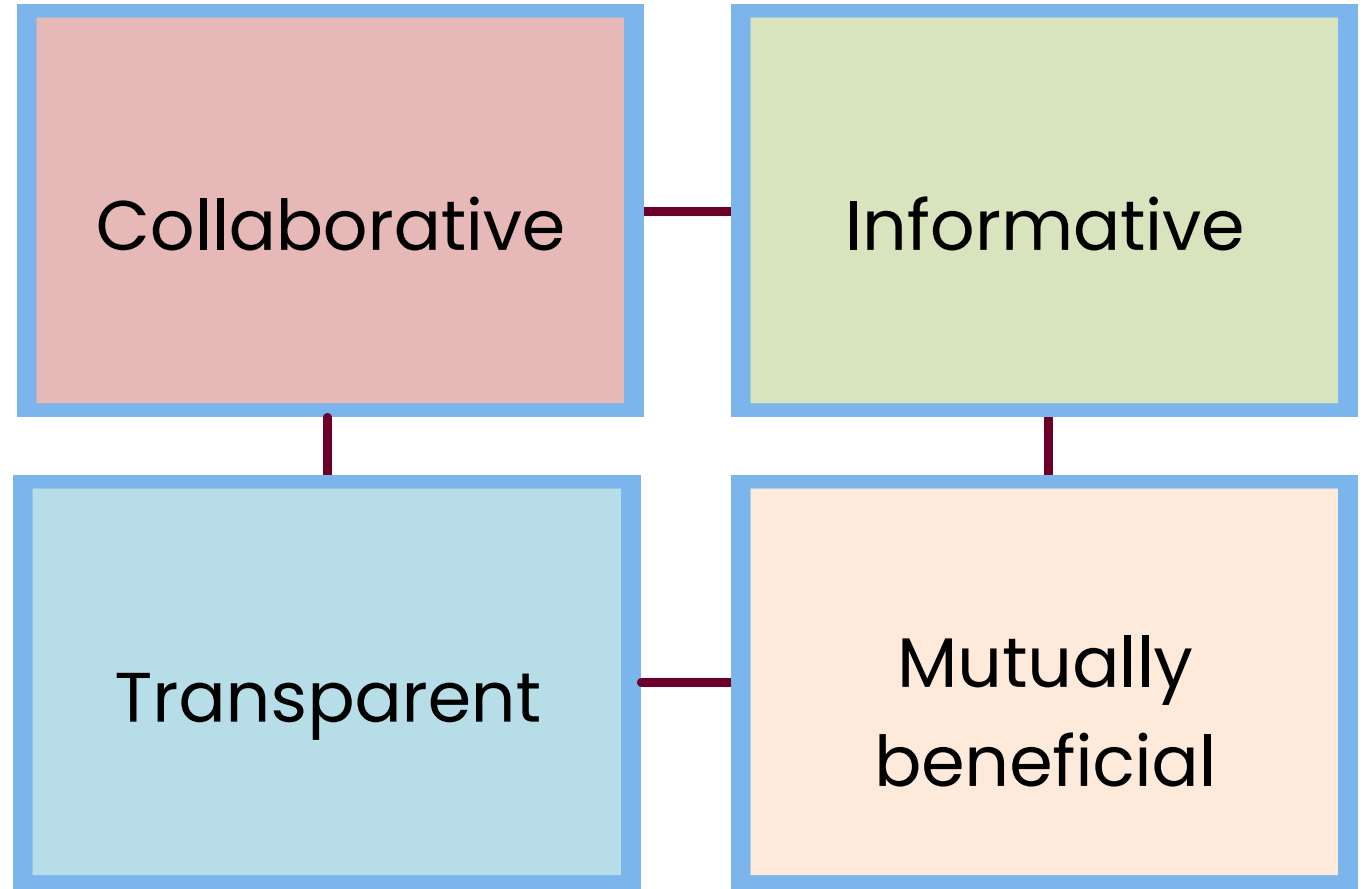 Collaborative
Informative
Transparent
Mutually
beneficial